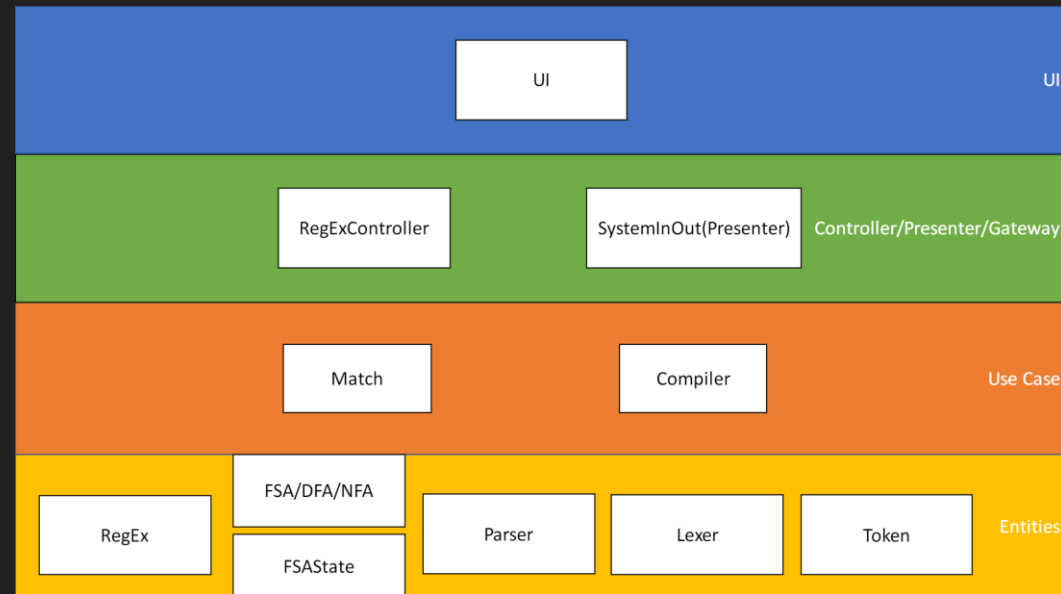 UI
UI
RegExController
SystemInOut(Presenter)
Controller/Presenter/Gateway
Match
Compiler
Use Case
FSA/DFA/NFA
RegEx
Parser
Lexer
Token
Entities
FSAState